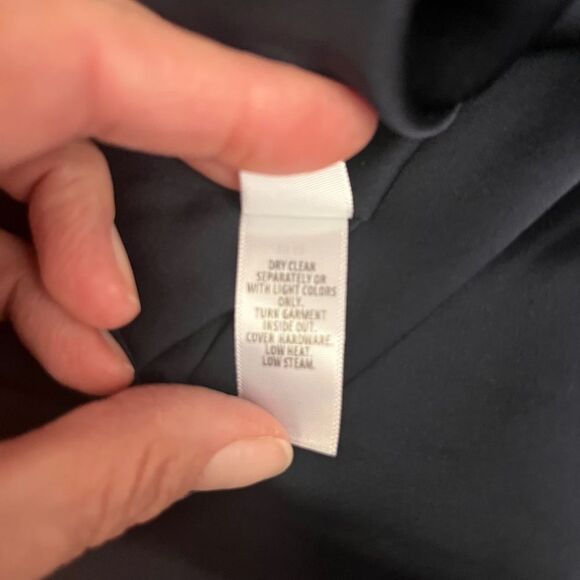 DRY CLEAN
SEPARATELY OR
WITH LIGHT COLORS
ONLY.
TURN GARMENT
INSIDE OUT.
COVER HARDWARE.
LOW HEAT.
LOW STEAM.